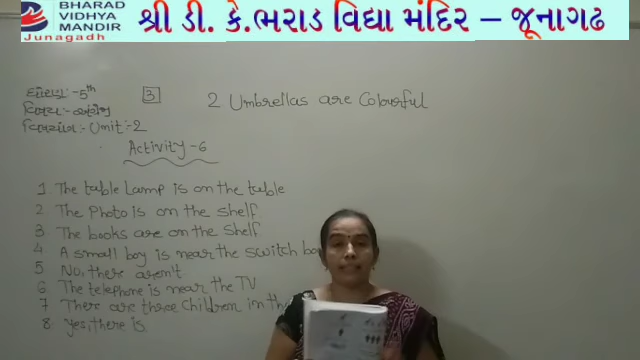 BHARAD
VIDHYA
MANDIR
Junagadh
શ્રી ડી. કે.ભરાડ વિદ્યા મંદિર – જૂનાગઢ
ધોરણ:-5th
3
2 Umbrellas are Colourful
વિષય:- અંગ્રેજી
Unit:-2
Activity-6
1 The table Lamp is on the table
2 The Photo is on the shelf
3 The books are on the shelf
4 A small boy is near the switch
5 No, there aren't
6 The telephone is near the TV
7 There are three Children in
8 yes, there is